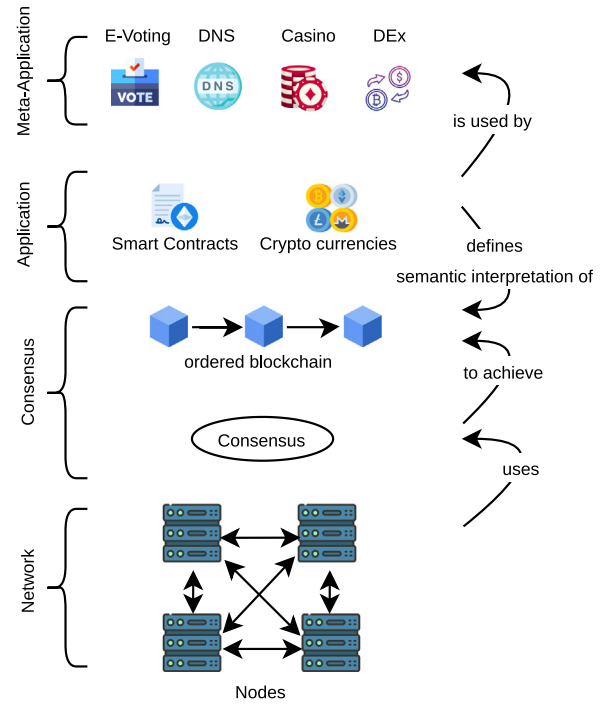 E-Voting DNS Casino DEx
Meta-Application
VOTE
DNS
is used by
Application
Smart Contracts Crypto currencies
defines
semantic interpretation of
Consensus
ordered blockchain
to achieve
Consensus
uses
Network
Nodes